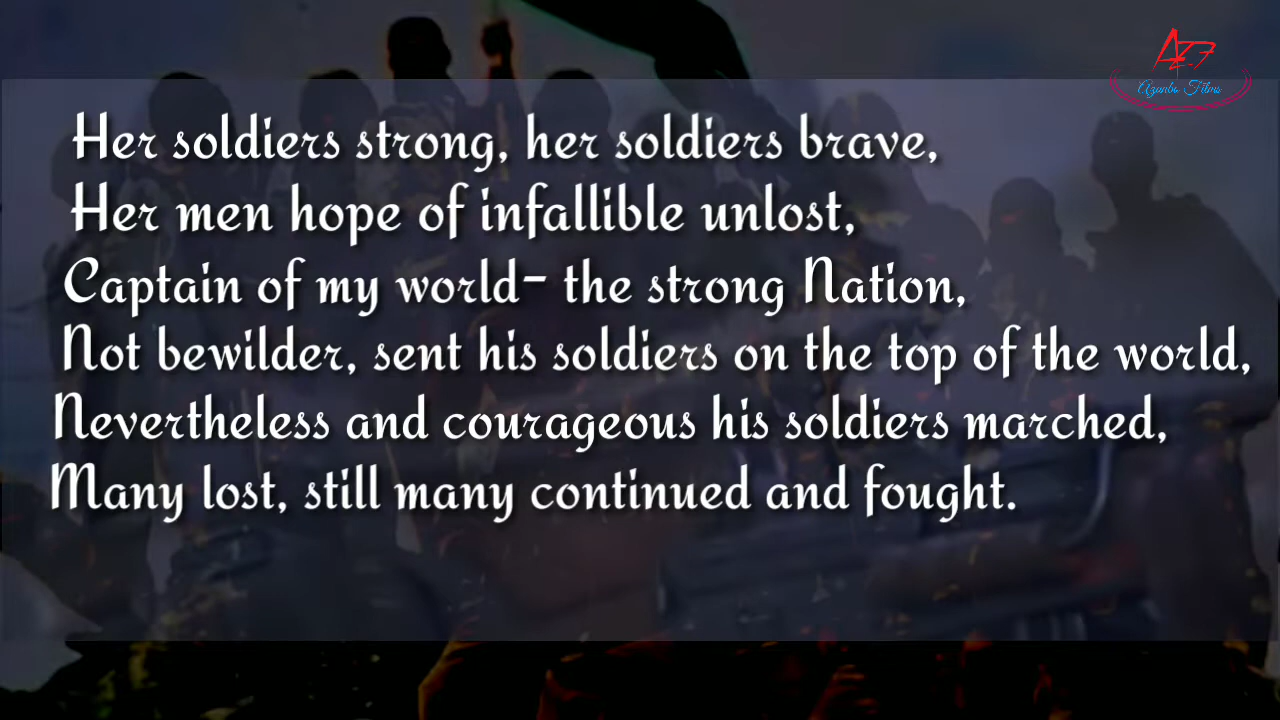 AZ.F
Azanbi Films
Her soldiers strong, her soldiers brave,
Her men hope of infallible unlost,
Captain of my world- the strong Nation,
Not bewilder, sent his soldiers on the top of the world,
Nevertheless and courageous his soldiers marched,
Many lost, still many continued and fought.